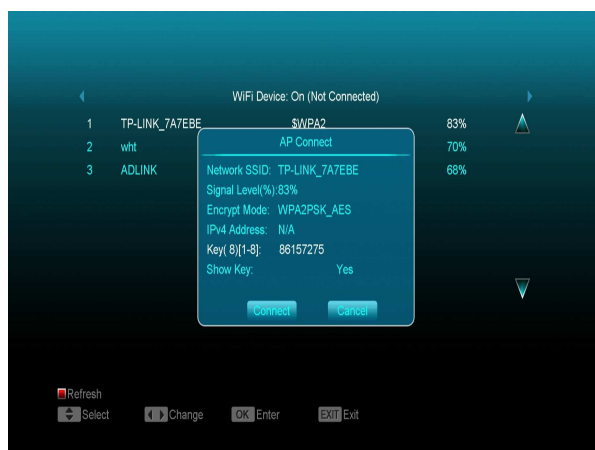 WiFi Device: On (Not Connected)
1 TP-LINK_7A7EBE $WPA2 83%
2 wht 70%
3 ADLINK 68%
AP Connect
Network SSID: TP-LINK_7A7EBE
Signal Level(%):83%
Encrypt Mode: WPA2PSK_AES
IPv4 Address: N/A
Key( 8)[1-8]: 86157275
Show Key: Yes
Connect Cancel
Refresh
Select Change OK Enter EXIT Exit